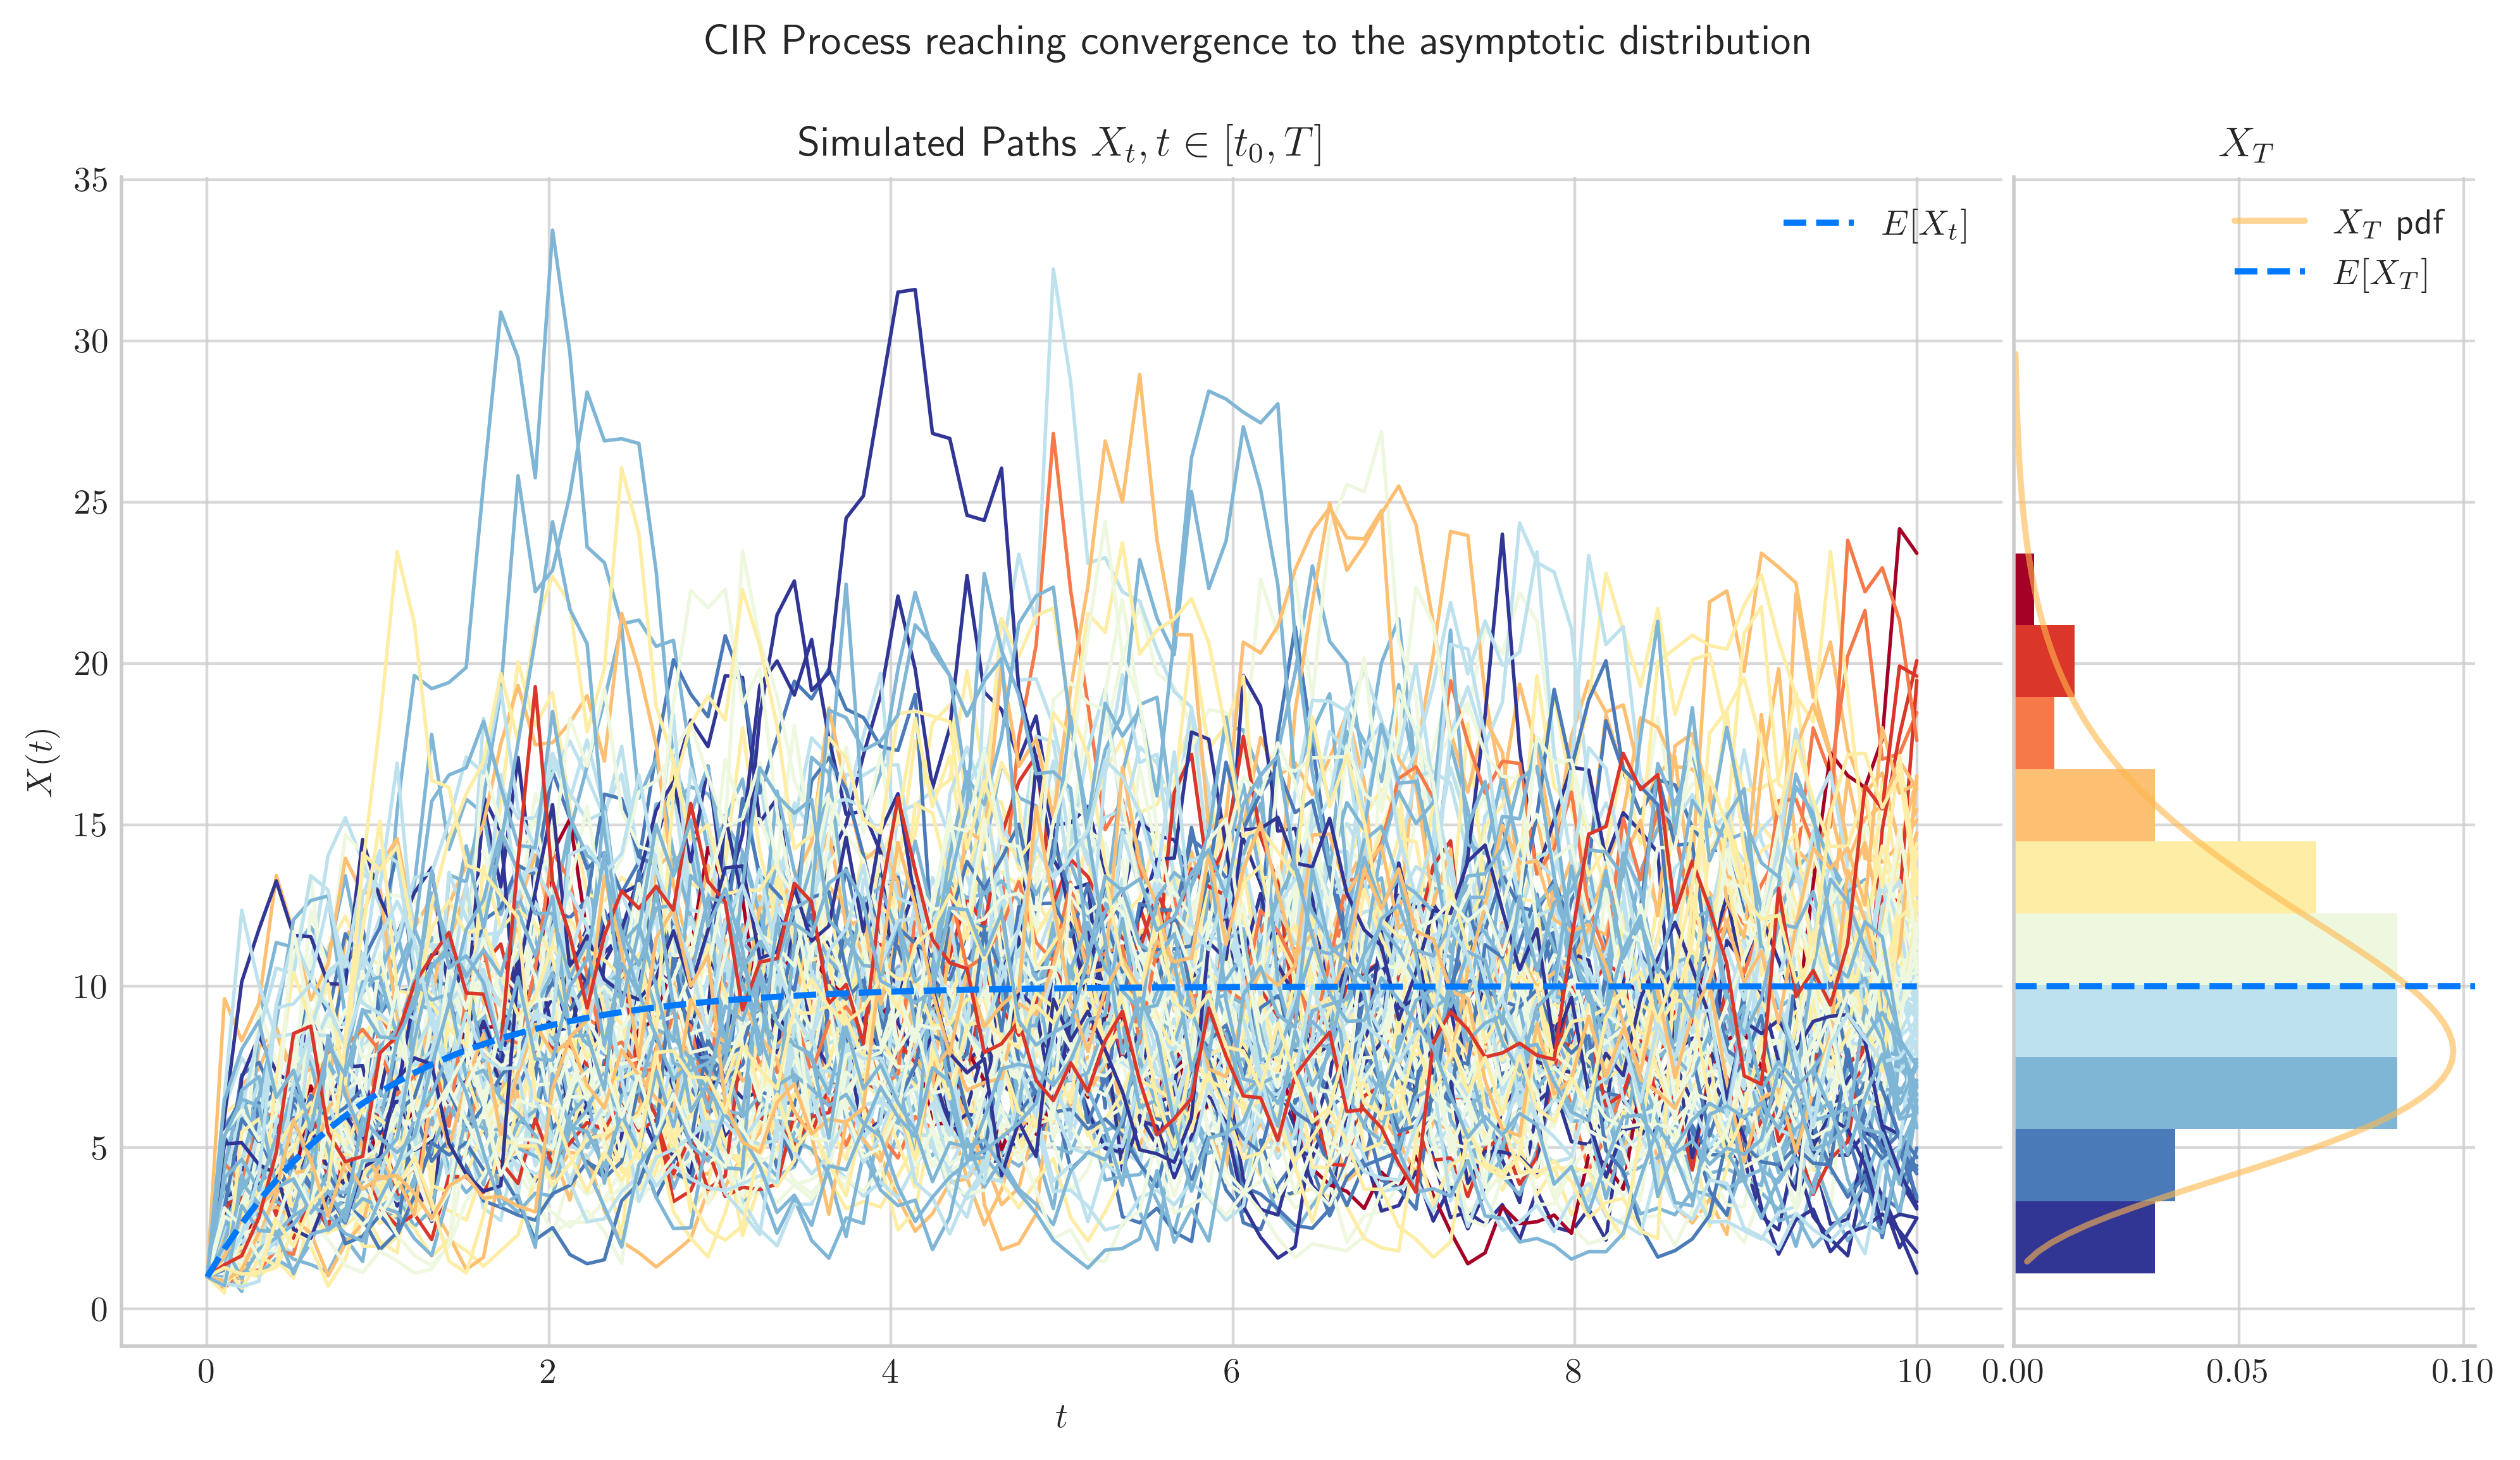 CIR Process reaching convergence to the asymptotic distribution
Simulated Paths $X_t, t \in [t_0, T]$
$X_T$
$E[X_t]$
$X_T$ pdf
$E[X_T]$
35
30
25
20
15
10
5
0
X(t)
0 2 4 6 8 10
0.00 0.05 0.10
t